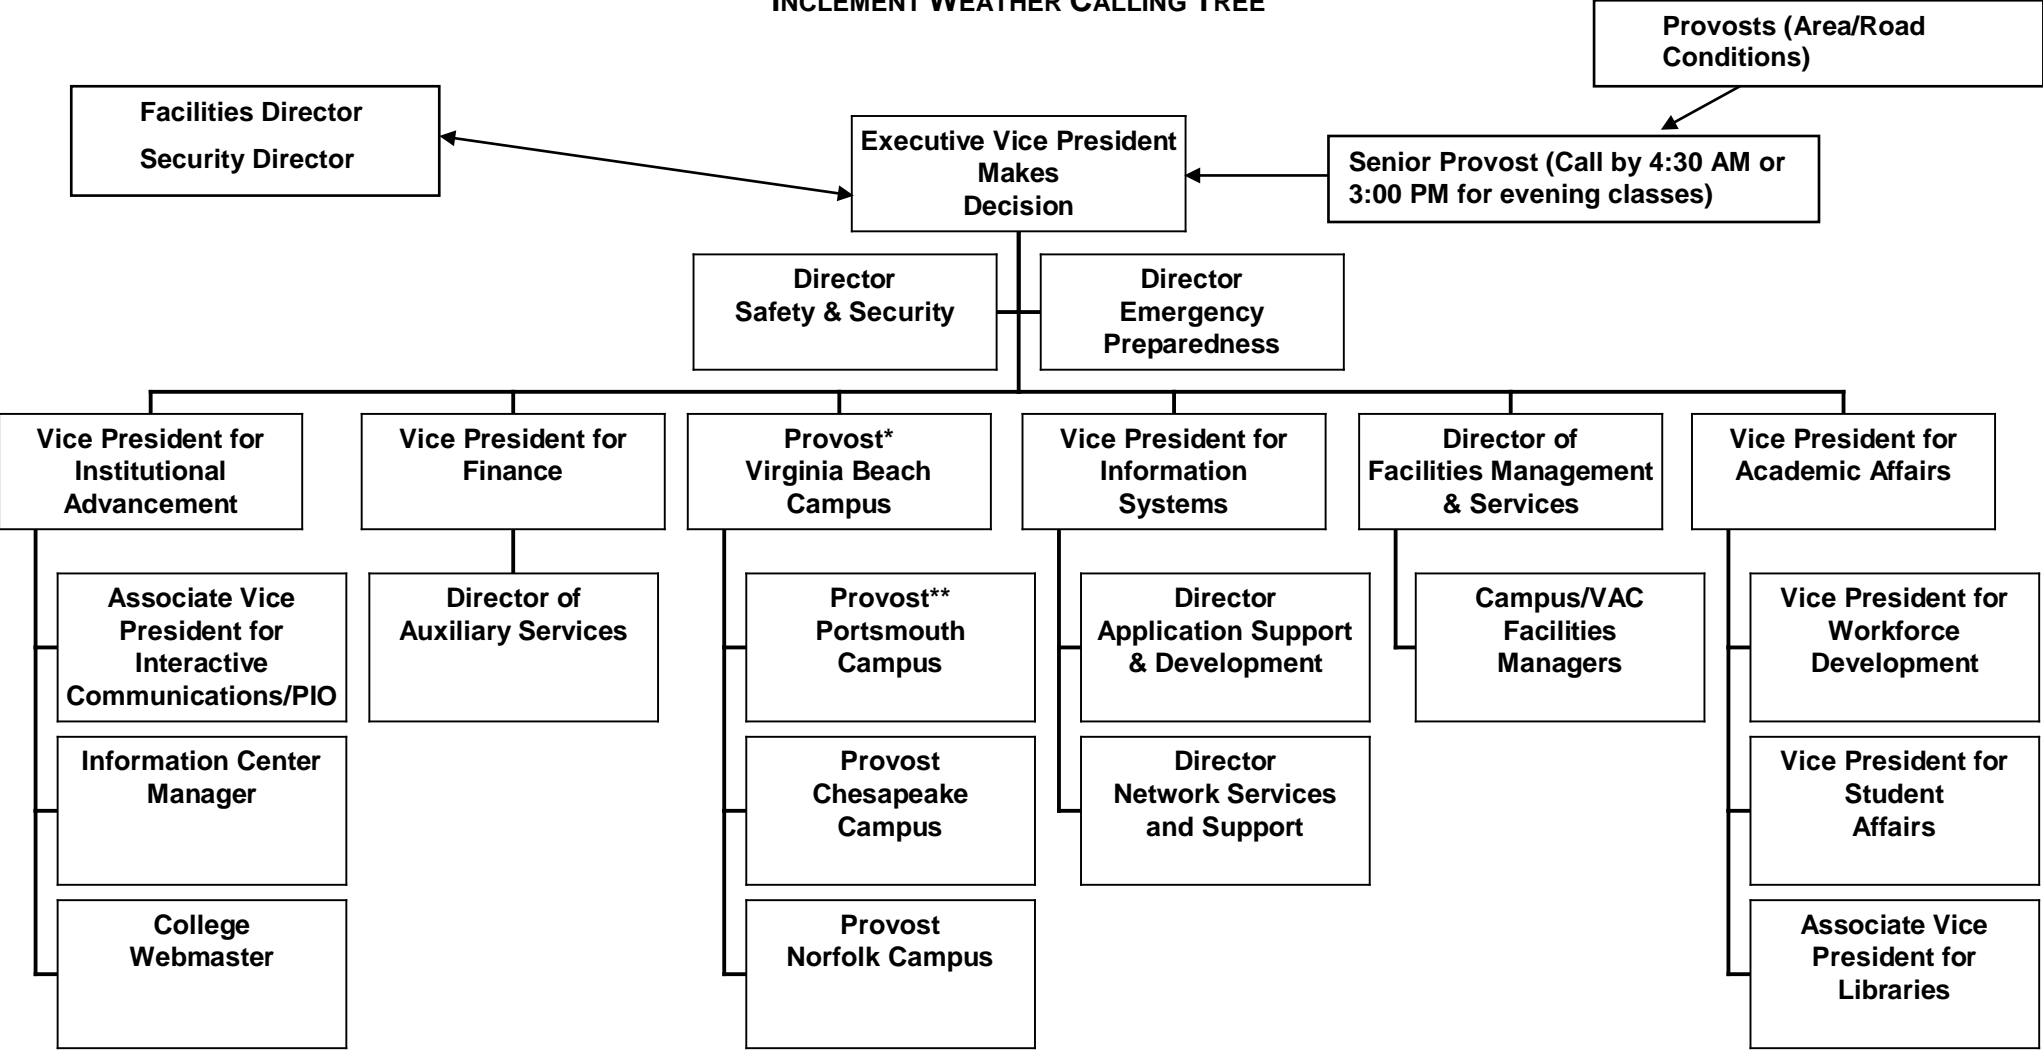 INCLEMENT WEATHER CALLING TREE
Provosts (Area/Road
Conditions)
Facilities Director
Security Director
Executive Vice President
Makes
Decision
Senior Provost (Call by 4:30 AM or
3:00 PM for evening classes)
Director
Safety & Security
Director
Emergency
Preparedness
Vice President for
Institutional
Advancement
Vice President for
Finance
Provost*
Virginia Beach
Campus
Vice President for
Information
Systems
Director of
Facilities Management
& Services
Vice President for
Academic Affairs
Associate Vice
President for
Interactive
Communications/PIO
Director of
Auxiliary Services
Provost**
Portsmouth
Campus
Director
Application Support
& Development
Campus/VAC
Facilities
Managers
Vice President for
Workforce
Development
Information Center
Manager
Provost
Chesapeake
Campus
Director
Network Services
and Support
Vice President for
Student
Affairs
College
Webmaster
Provost
Norfolk Campus
Associate Vice
President for
Libraries